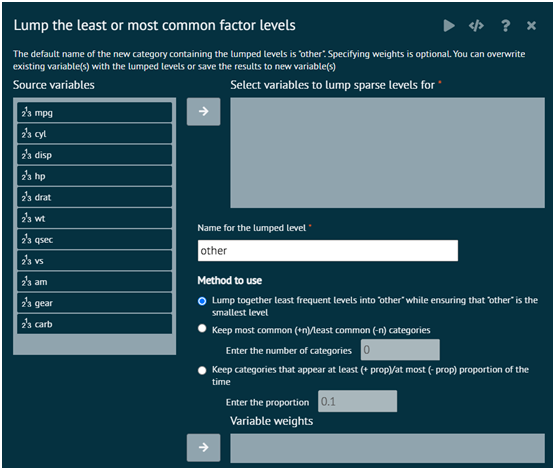 Lump the least or most common factor levels
The default name of the new category containing the lumped levels is "other". Specifying weights is optional. You can overwrite
existing variable(s) with the lumped levels or save the results to new variable(s)
Source variables
mpg
cyl
disp
hp
drat
wt
qsec
vs
am
gear
carb
Select variables to lump sparse levels for *
Name for the lumped level *
other
Method to use
Lump together least frequent levels into "other" while ensuring that "other" is the
smallest level
Keep most common (+n)/least common (-n) categories
Enter the number of categories 0
Keep categories that appear at least (+ prop)/at most (- prop) proportion of the
time
Enter the proportion 0.1
Variable weights